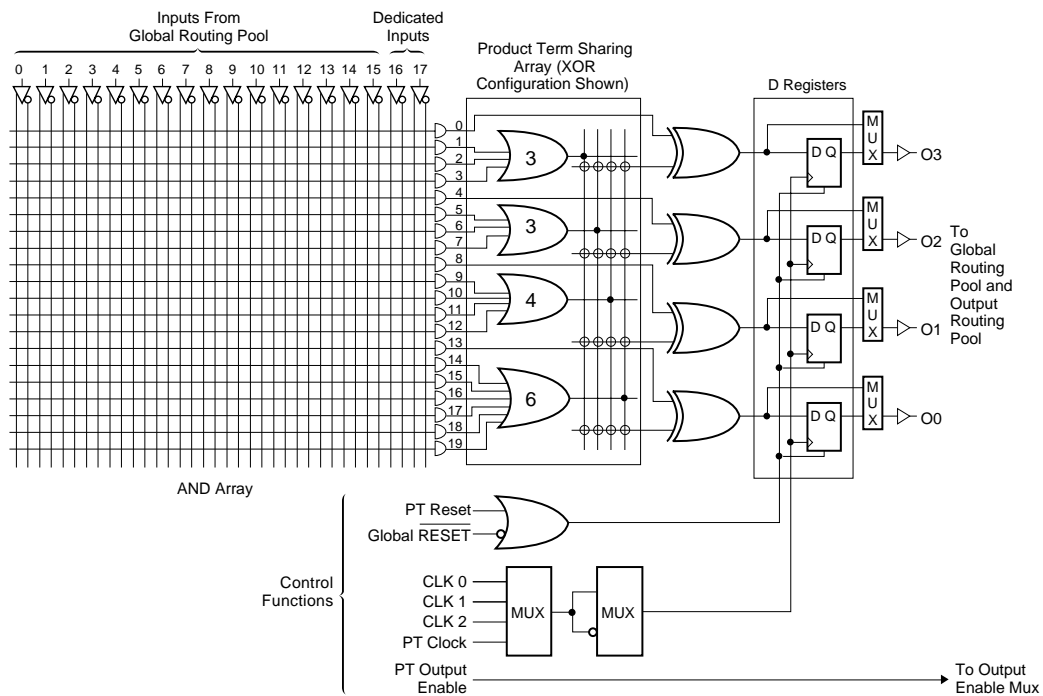 Inputs From
Global Routing Pool
Dedicated
Inputs
Product Term Sharing
Array (XOR
Configuration Shown)
D Registers
0 1 2 3 4 5 6 7 8 9 10 11 12 13 14 15 16 17
0
1
2
3
4
5
6
7
8
9
10
11
12
13
14
15
16
17
18
19
3
3
4
6
D Q
D Q
D Q
D Q
MUX
MUX
MUX
MUX
O3
O2
O1
O0
To
Global
Routing
Pool and
Output
Routing
Pool
AND Array
Control
Functions
PT Reset
Global RESET
CLK 0
CLK 1
CLK 2
PT Clock
MUX
MUX
PT Output
Enable
To Output
Enable Mux